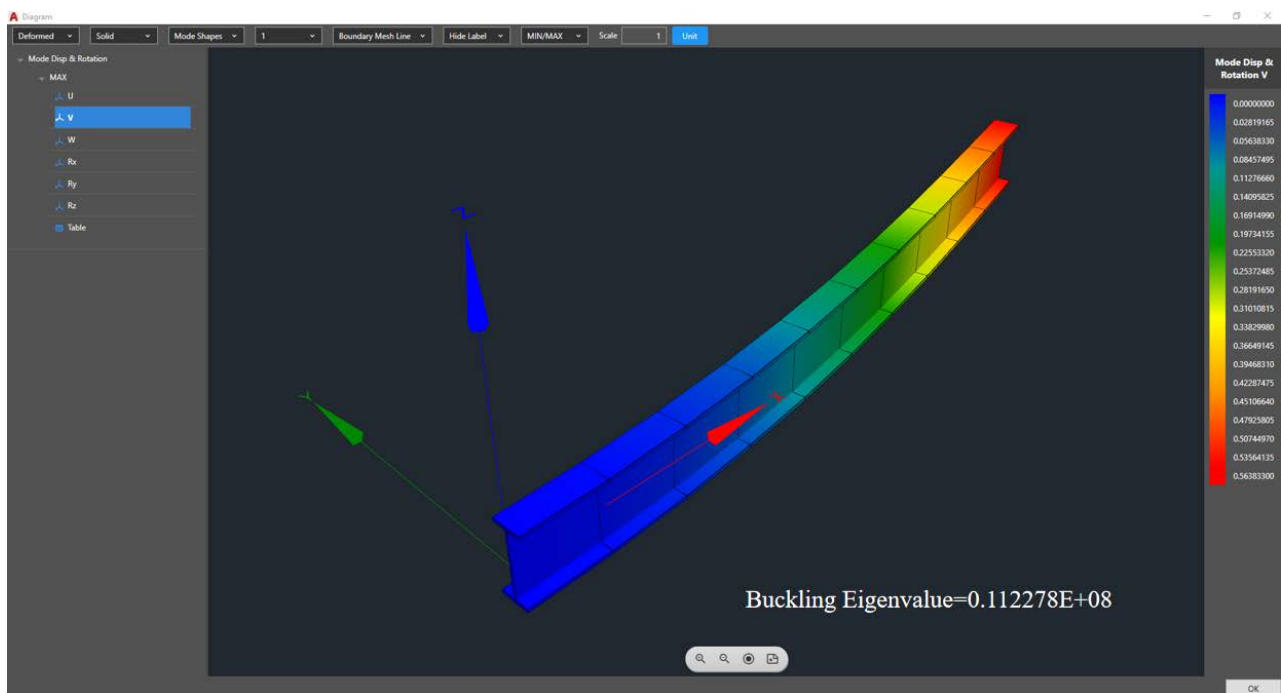 Diagram
Deformed Solid Mode Shapes 1 Boundary Mesh Line Hide Label MIN/MAX Scale 1 Unit
Mode Disp & Rotation
MAX
U
V
W
Rx
Ry
Rz
Table
Z
Y
X
Buckling Eigenvalue=0.112278E+08
Mode Disp &
Rotation V
0.00000000
0.02819165
0.05638330
0.08457495
0.11276660
0.14095825
0.16914990
0.19734155
0.22553320
0.25372485
0.28191650
0.31010815
0.33829980
0.36649145
0.39468310
0.42287475
0.45106640
0.47925805
0.50744970
0.53564135
0.56383300
OK